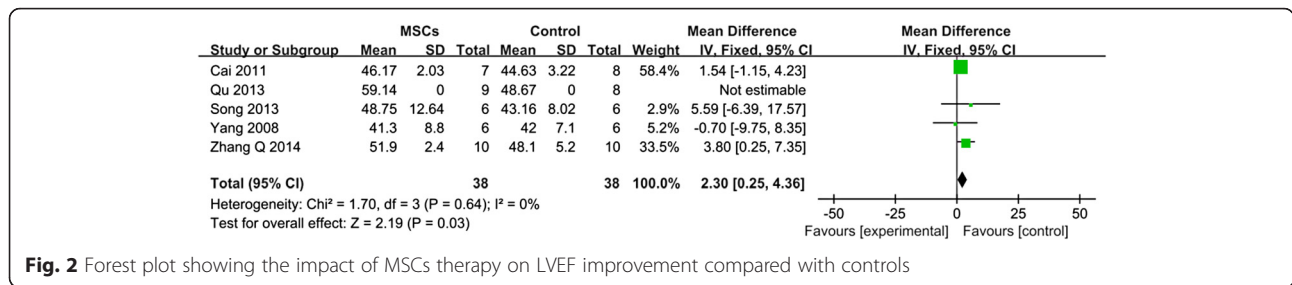 MSCs Control Mean Difference Mean Difference
Study or Subgroup Mean SD Total Mean SD Total Weight IV, Fixed, 95% CI IV, Fixed, 95% CI
Cai 2011 46.17 2.03 7 44.63 3.22 8 58.4% 1.54 [-1.15, 4.23]
Qu 2013 59.14 0 9 48.67 0 8 Not estimable
Song 2013 48.75 12.64 6 43.16 8.02 6 2.9% 5.59 [-6.39, 17.57]
Yang 2008 41.3 8.8 6 42 7.1 6 5.2% -0.70 [-9.75, 8.35]
Zhang Q 2014 51.9 2.4 10 48.1 5.2 10 33.5% 3.80 [0.25, 7.35]
Total (95% CI) 38 38 100.0% 2.30 [0.25, 4.36]
Heterogeneity: Chi² = 1.70, df = 3 (P = 0.64); I² = 0%
Test for overall effect: Z = 2.19 (P = 0.03)
-50 -25 0 25 50
Favours [experimental] Favours [control]
Fig. 2 Forest plot showing the impact of MSCs therapy on LVEF improvement compared with controls